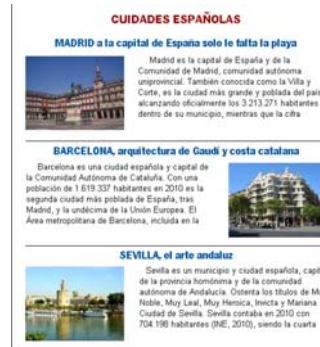 CUIDADES ESPAÑOLAS
MADRID a la capital de España solo le falta la playa
Madrid es la capital de España y de la
Comunidad de Madrid, comunidad autónoma
uniprovincial. También conocida como la Villa y
Corte, es la ciudad más grande y poblada del país
alcanzando oficialmente los 3.213.271 habitantes
dentro de su municipio, mientras que la cifra
BARCELONA, arquitectura de Gaudí y costa catalana
Barcelona es una ciudad española y capital de
la Comunidad Autónoma de Cataluña. Con una
población de 1.619.337 habitantes en 2010 es la
segunda ciudad más poblada de España, tras
Madrid, y la undécima de la Unión Europea. El
Área metropolitana de Barcelona, incluida en la
SEVILLA, el arte andaluz
Sevilla es un municipio y ciudad española, capit
de la provincia homónima y de la comunidad
autónoma de Andalucía. Ostenta los títulos de Mu
Noble, Muy Leal, Muy Heroica, Invicta y Mariana
Ciudad de Sevilla. Sevilla contaba en 2010 con
704.198 habitantes (INE, 2010), siendo la cuarta